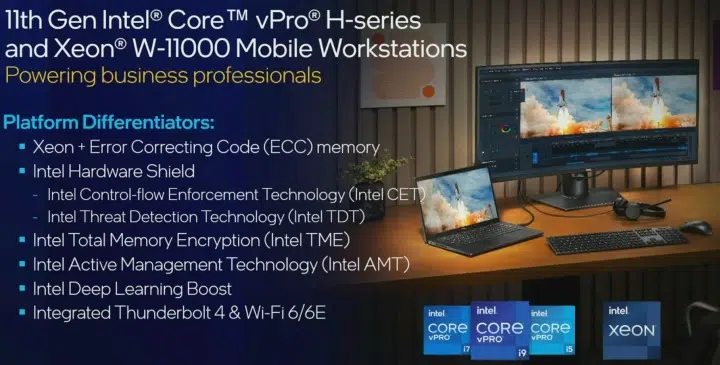 11th Gen Intel® Core™ vPro® H-series
and Xeon® W-11000 Mobile Workstations
Powering business professionals
Platform Differentiators:
▪ Xeon + Error Correcting Code (ECC) memory
▪ Intel Hardware Shield
- Intel Control-flow Enforcement Technology (Intel CET)
- Intel Threat Detection Technology (Intel TDT)
▪ Intel Total Memory Encryption (Intel TME)
▪ Intel Active Management Technology (Intel AMT)
▪ Intel Deep Learning Boost
▪ Integrated Thunderbolt 4 & Wi-Fi 6/6E
intel
CORE
vPRO
i7
intel
CORE
vPRO
i9
intel
CORE
vPRO
i5
intel
XEON